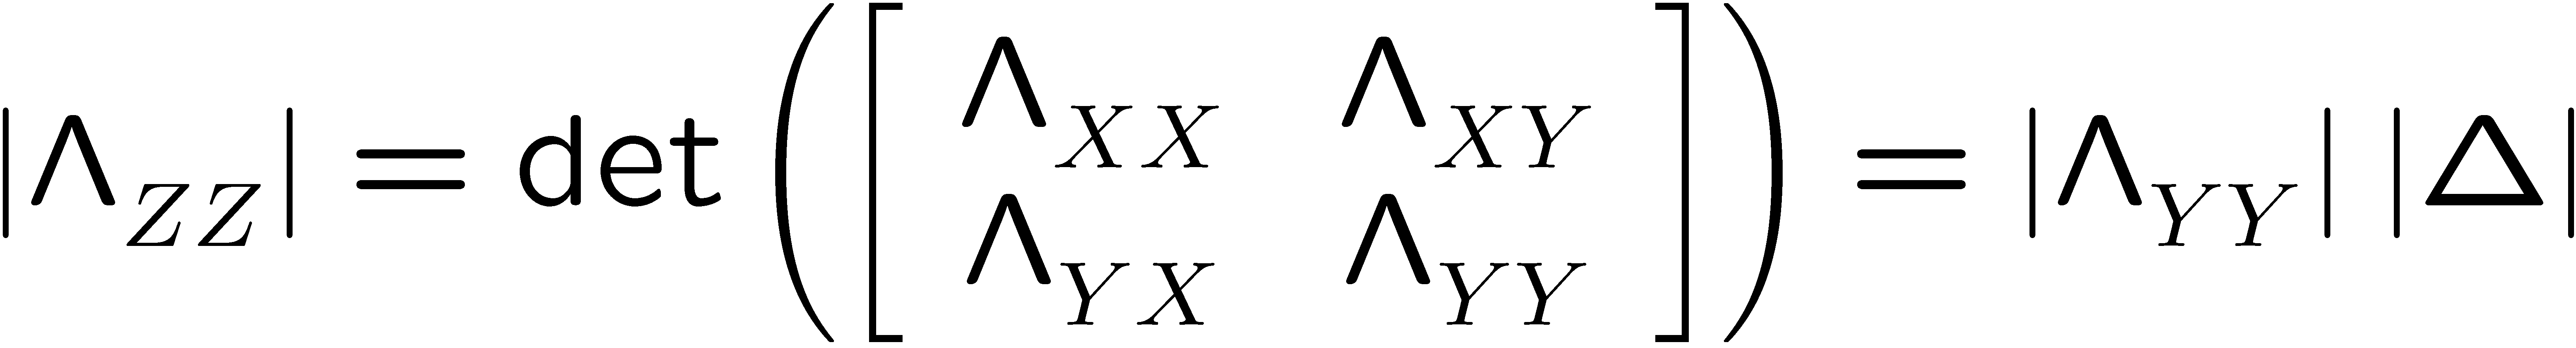 |Λ_{ZZ}| = det ( [ Λ_{XX} Λ_{XY}
Λ_{YX} Λ_{YY} ] ) = |Λ_{YY}| |Δ|